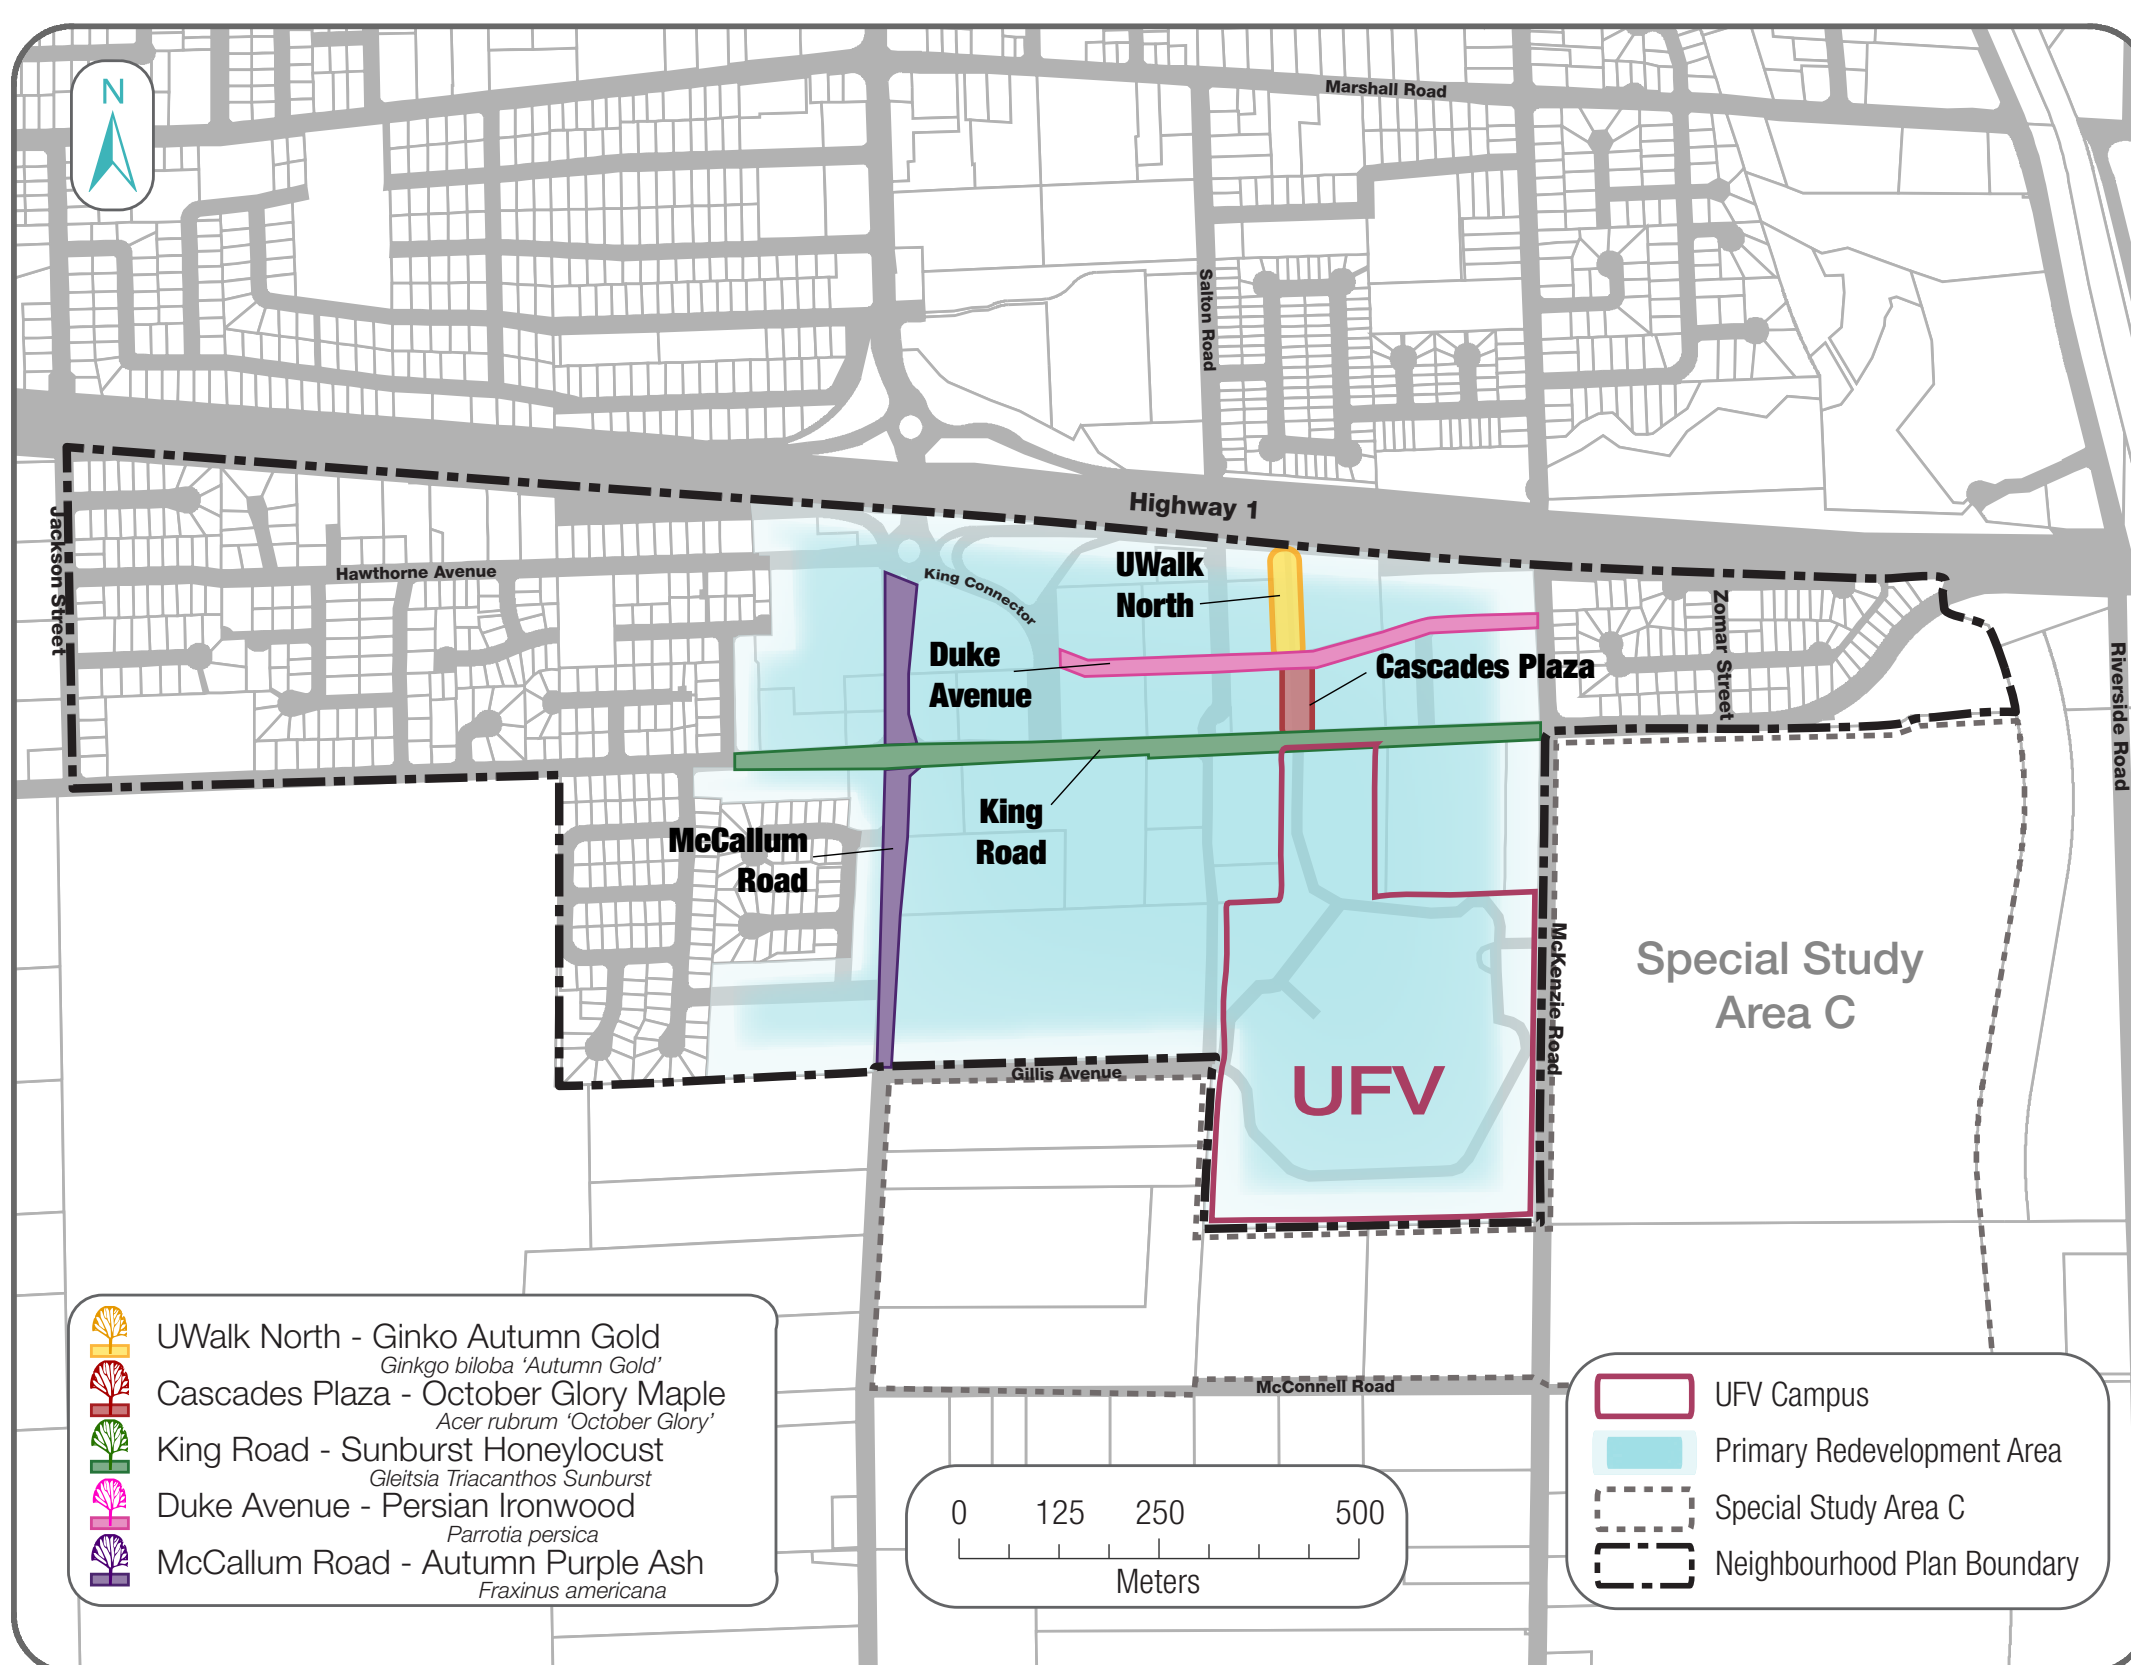 N
Marshall Road
Salton Road
Highway 1
Jackson Street
Hawthorne Avenue
King Connector
UWalk
North
Duke
Avenue
Cascades Plaza
Zomar Street
Riverside Road
King
Road
McCallum
Road
McKenzie Road
Special Study
Area C
Gillis Avenue
UFV
McConnell Road
UWalk North - Ginko Autumn Gold
Ginkgo biloba ‘Autumn Gold’
Cascades Plaza - October Glory Maple
Acer rubrum ‘October Glory’
King Road - Sunburst Honeylocust
Gleitsia Triacanthos Sunburst
Duke Avenue - Persian Ironwood
Parrotia persica
McCallum Road - Autumn Purple Ash
Fraxinus americana
0 125 250 500
Meters
UFV Campus
Primary Redevelopment Area
Special Study Area C
Neighbourhood Plan Boundary